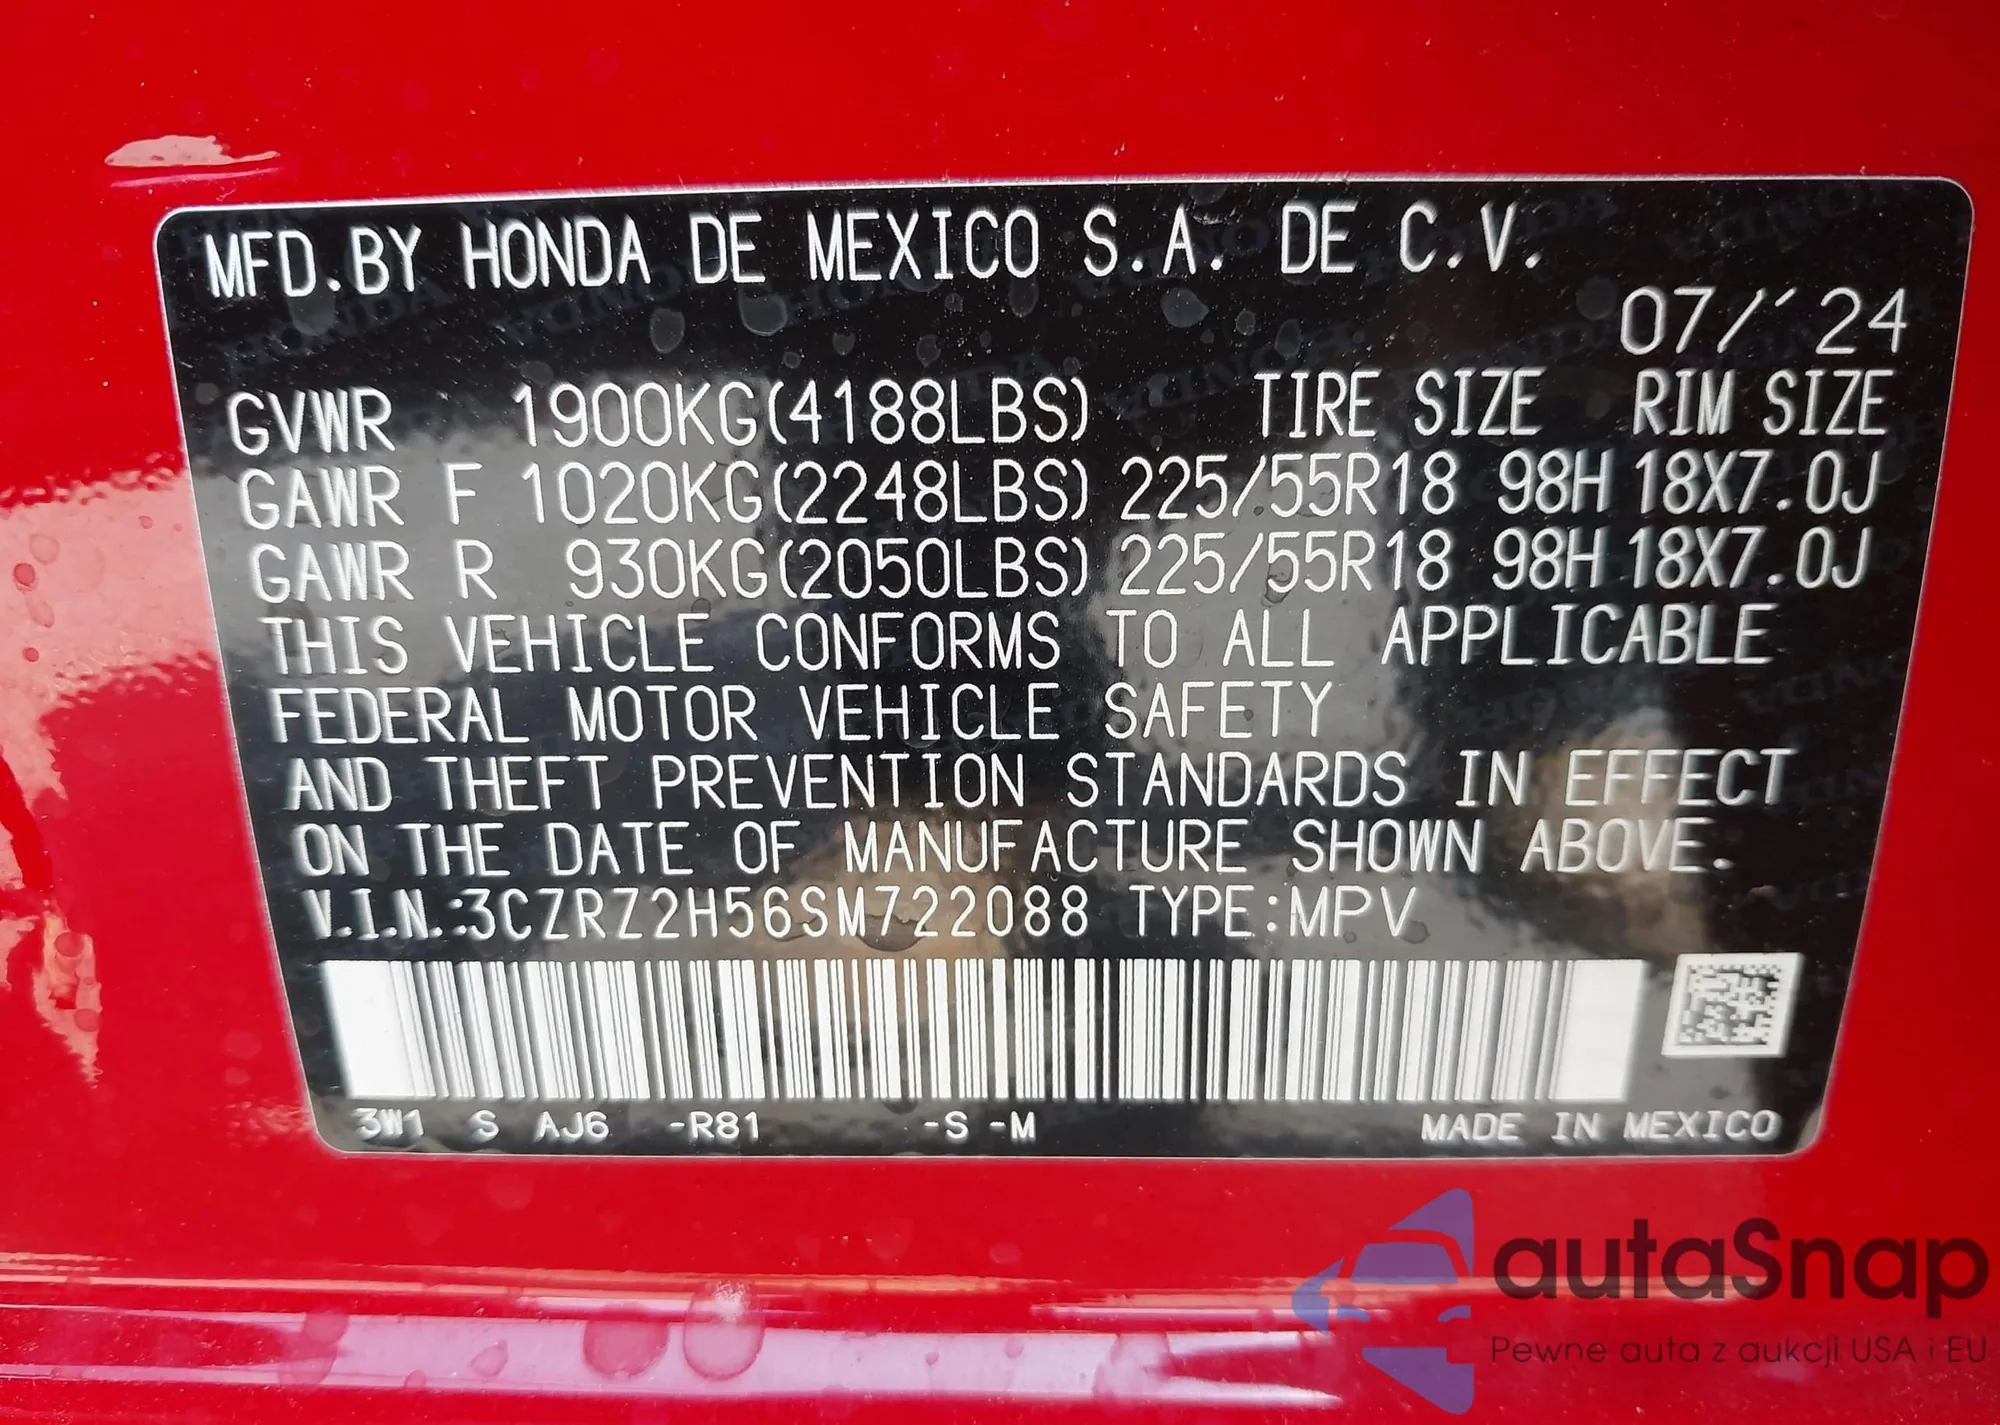 MFD.BY HONDA DE MEXICO S.A. DE C.V.
07/'24
GVWR 1900KG(4188LBS) TIRE SIZE RIM SIZE
GAWR F 1020KG(2248LBS) 225/55R18 98H 18X7.0J
GAWR R 930KG(2050LBS) 225/55R18 98H 18X7.0J
THIS VEHICLE CONFORMS TO ALL APPLICABLE
FEDERAL MOTOR VEHICLE SAFETY
AND THEFT PREVENTION STANDARDS IN EFFECT
ON THE DATE OF MANUFACTURE SHOWN ABOVE.
V.I.N.:3CZRZ2H56SM722088 TYPE:MPV
3W1 S AJ6 -R81 -S -M MADE IN MEXICO
autaSnap
Pewne auta z aukcji USA i EU